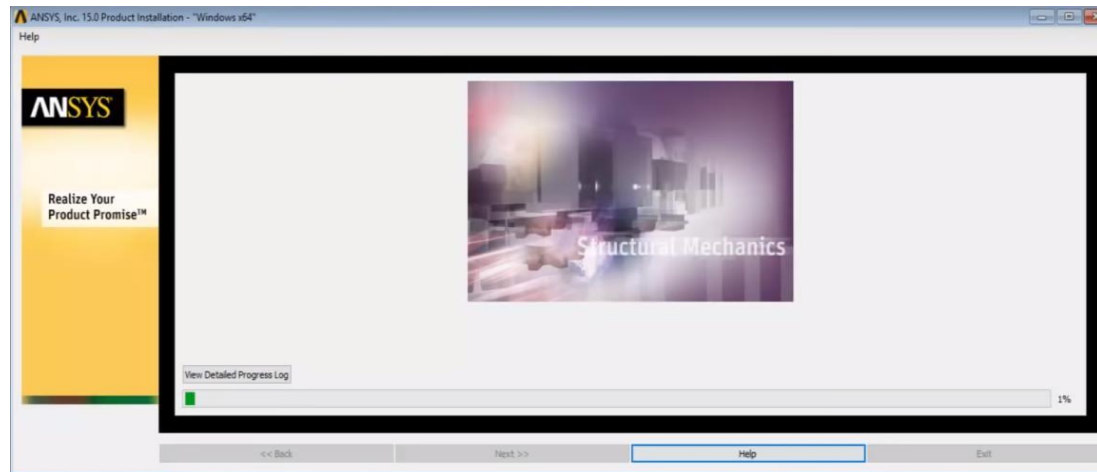 ANSYS, Inc. 15.0 Product Installation - "Windows x64"
Help
ANSYS
Realize Your
Product Promise™
Structural Mechanics
View Detailed Progress Log
1%
<< Back
Next >>
Help
Exit